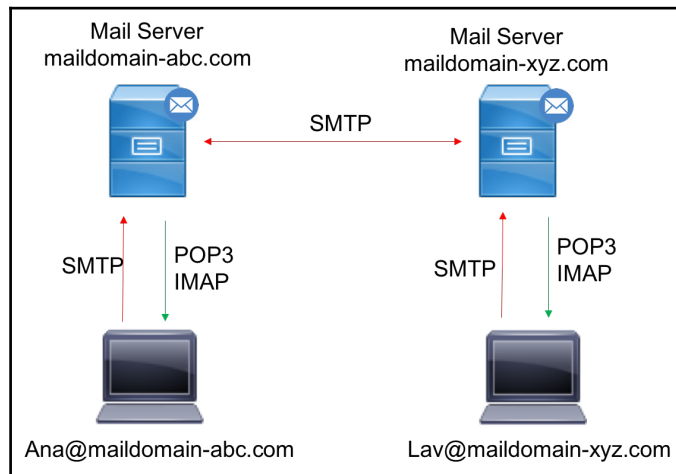 Mail Server
maildomain-abc.com
Mail Server
maildomain-xyz.com
SMTP
SMTP
POP3
IMAP
SMTP
POP3
IMAP
Ana@maildomain-abc.com
Lav@maildomain-xyz.com